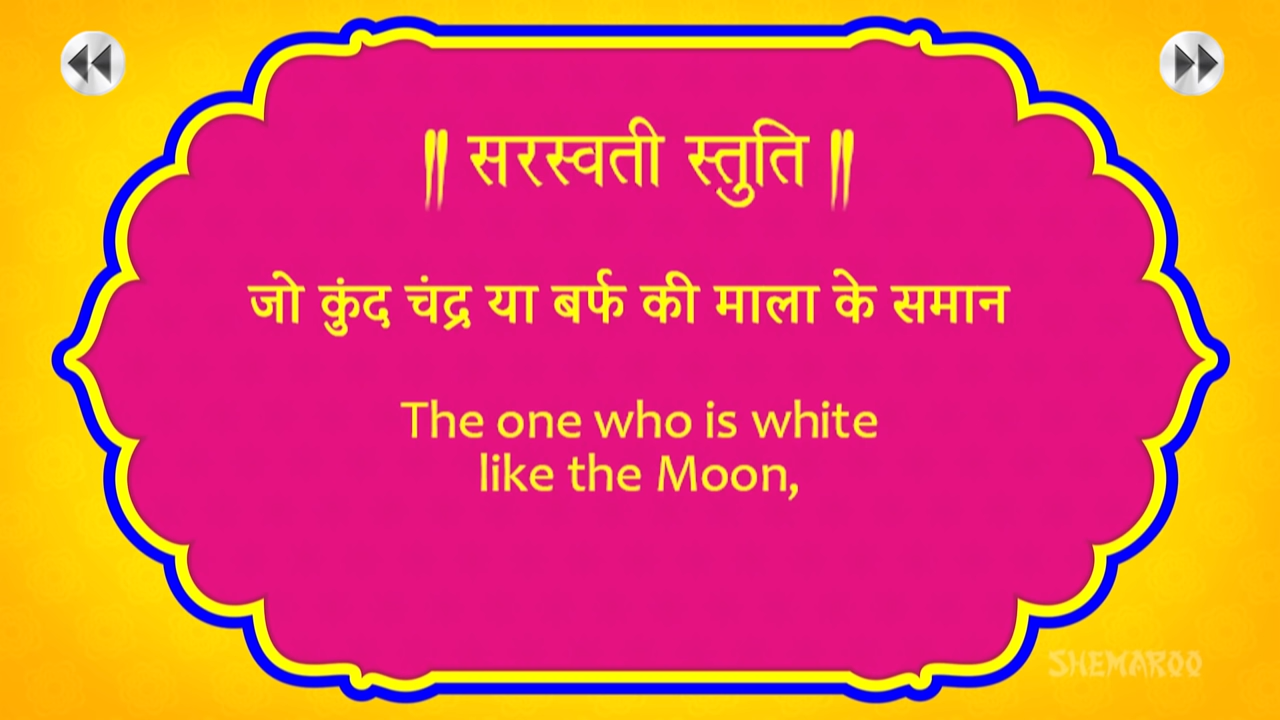 ॥ सरस्वती स्तुति ॥
जो कुंद चंद्र या बर्फ की माला के समान
The one who is white
like the Moon,
SHEMAROO